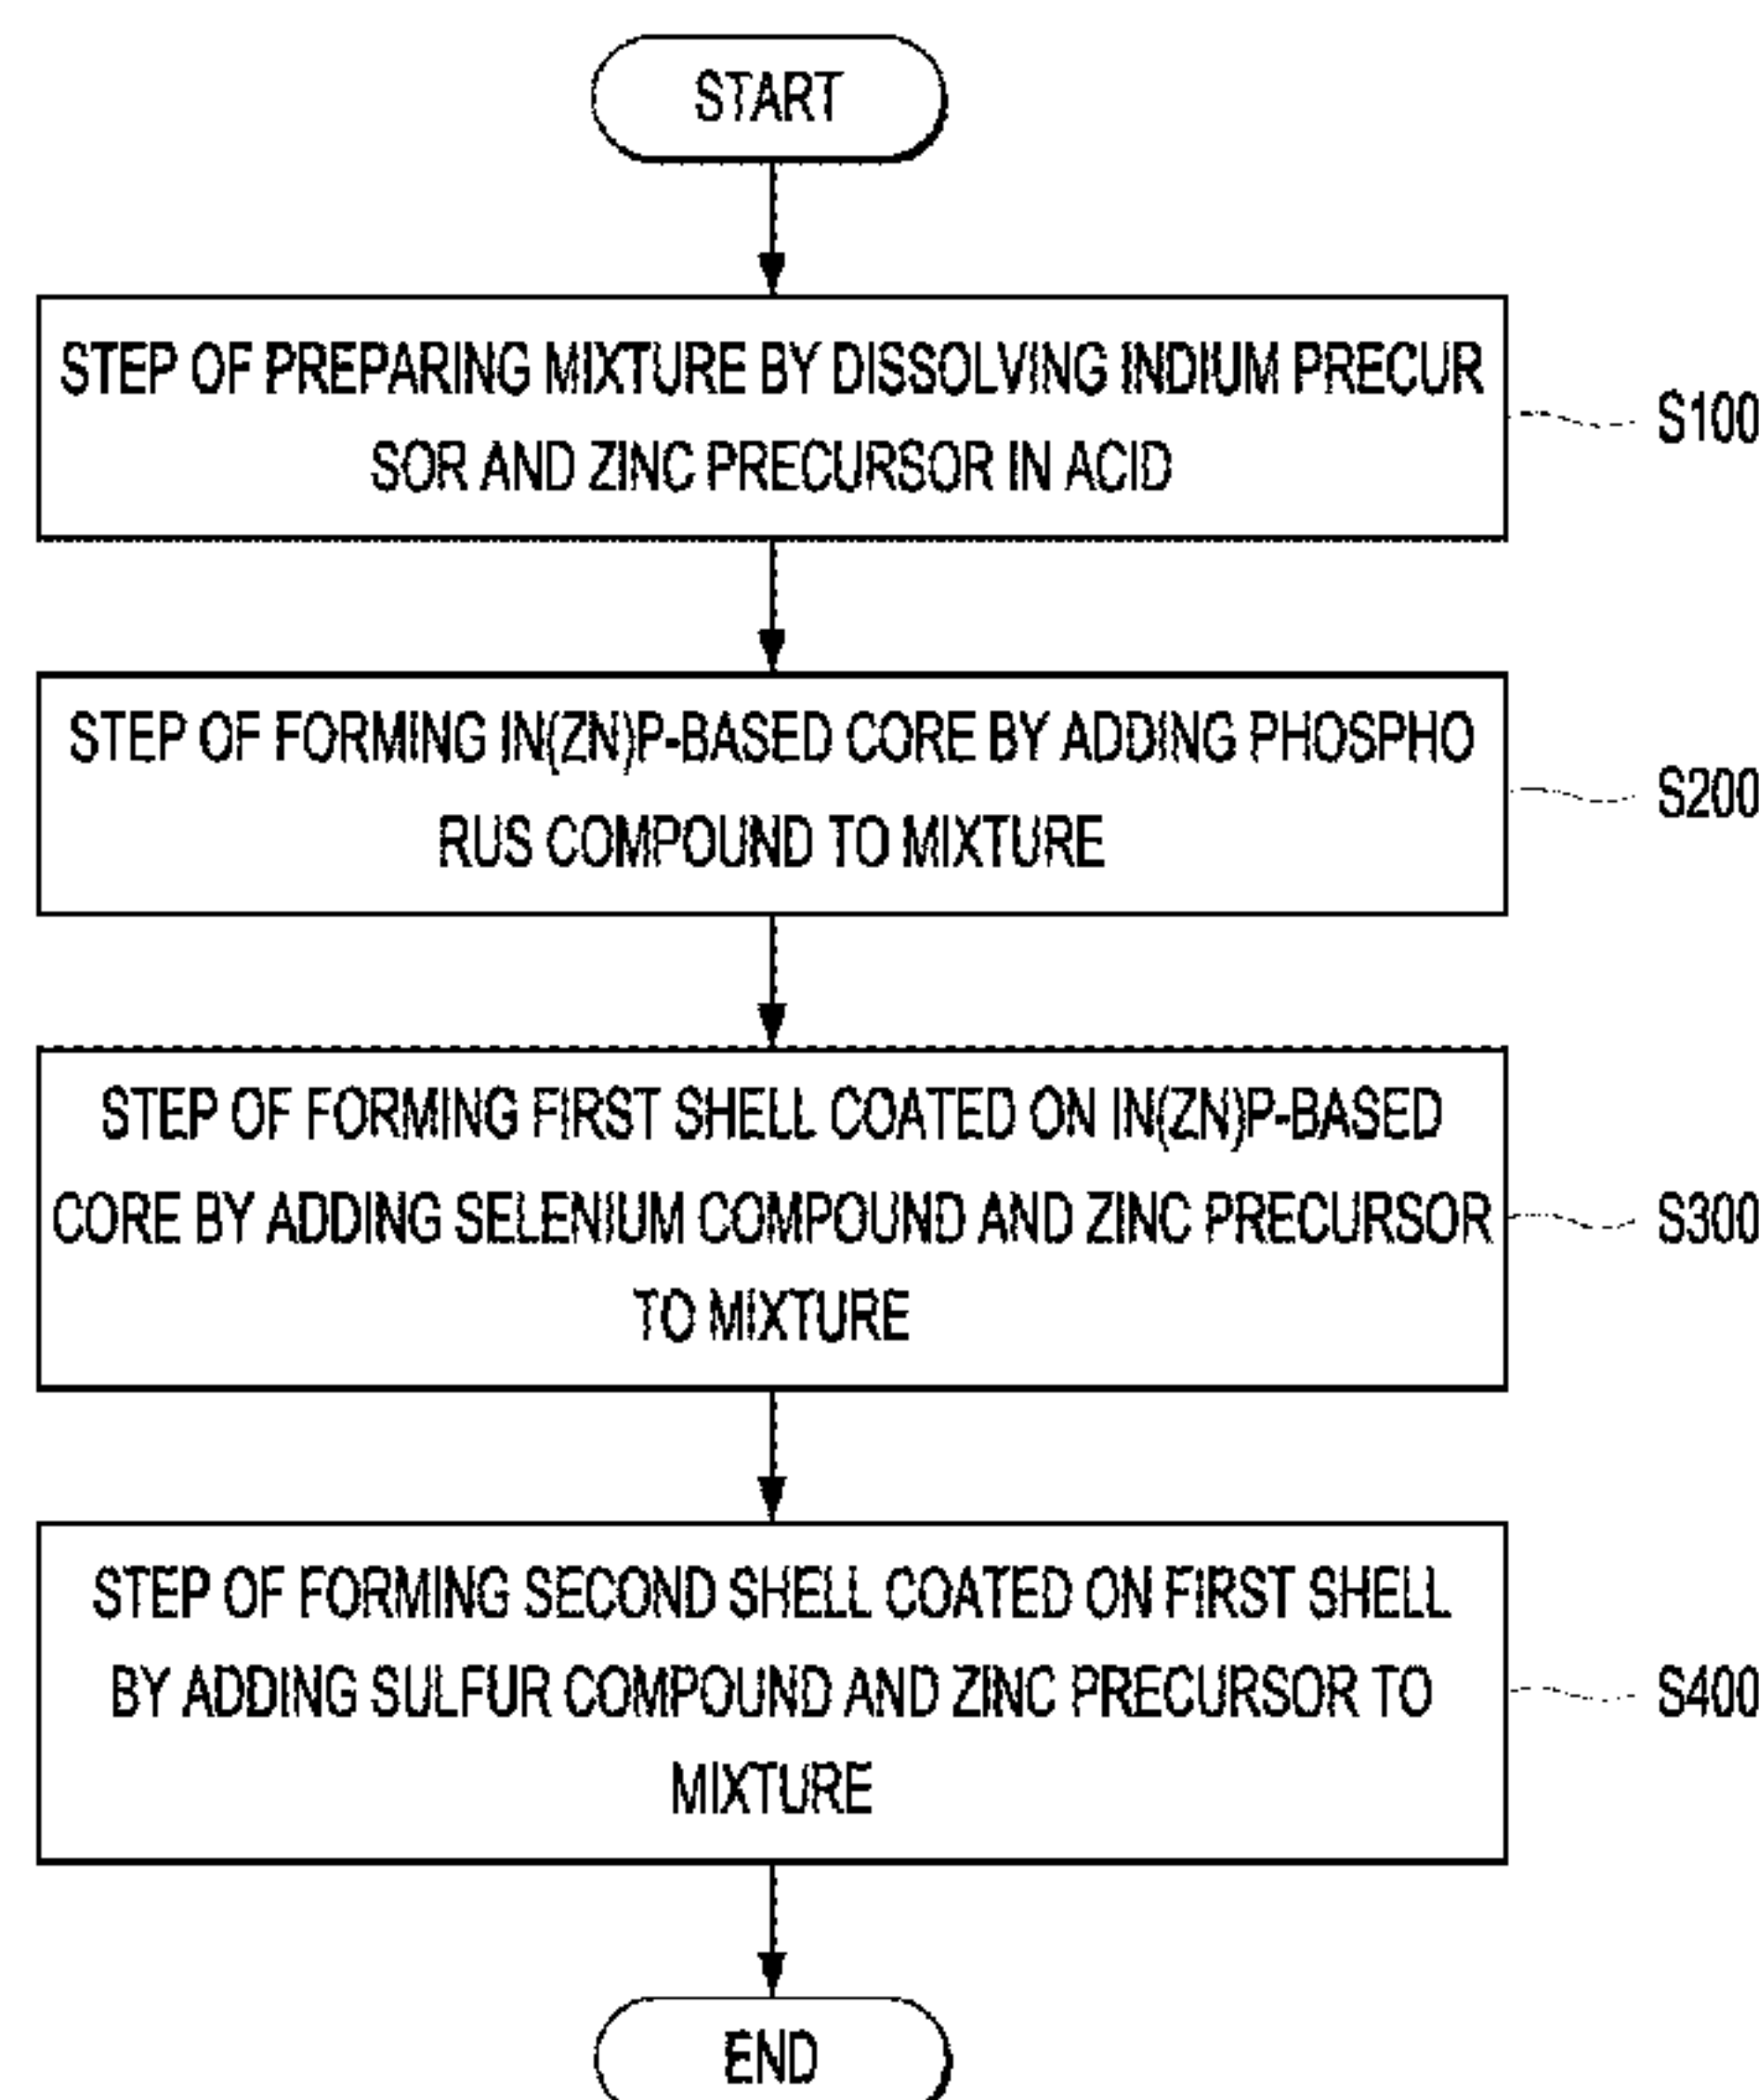 START
STEP OF PREPARING MIXTURE BY DISSOLVING INDIUM PRECUR
SOR AND ZINC PRECURSOR IN ACID
S100
STEP OF FORMING IN(ZN)P-BASED CORE BY ADDING PHOSPHO
RUS COMPOUND TO MIXTURE
S200
STEP OF FORMING FIRST SHELL COATED ON IN(ZN)P-BASED
CORE BY ADDING SELENIUM COMPOUND AND ZINC PRECURSOR
TO MIXTURE
S300
STEP OF FORMING SECOND SHELL COATED ON FIRST SHELL
BY ADDING SULFUR COMPOUND AND ZINC PRECURSOR TO
MIXTURE
S400
END